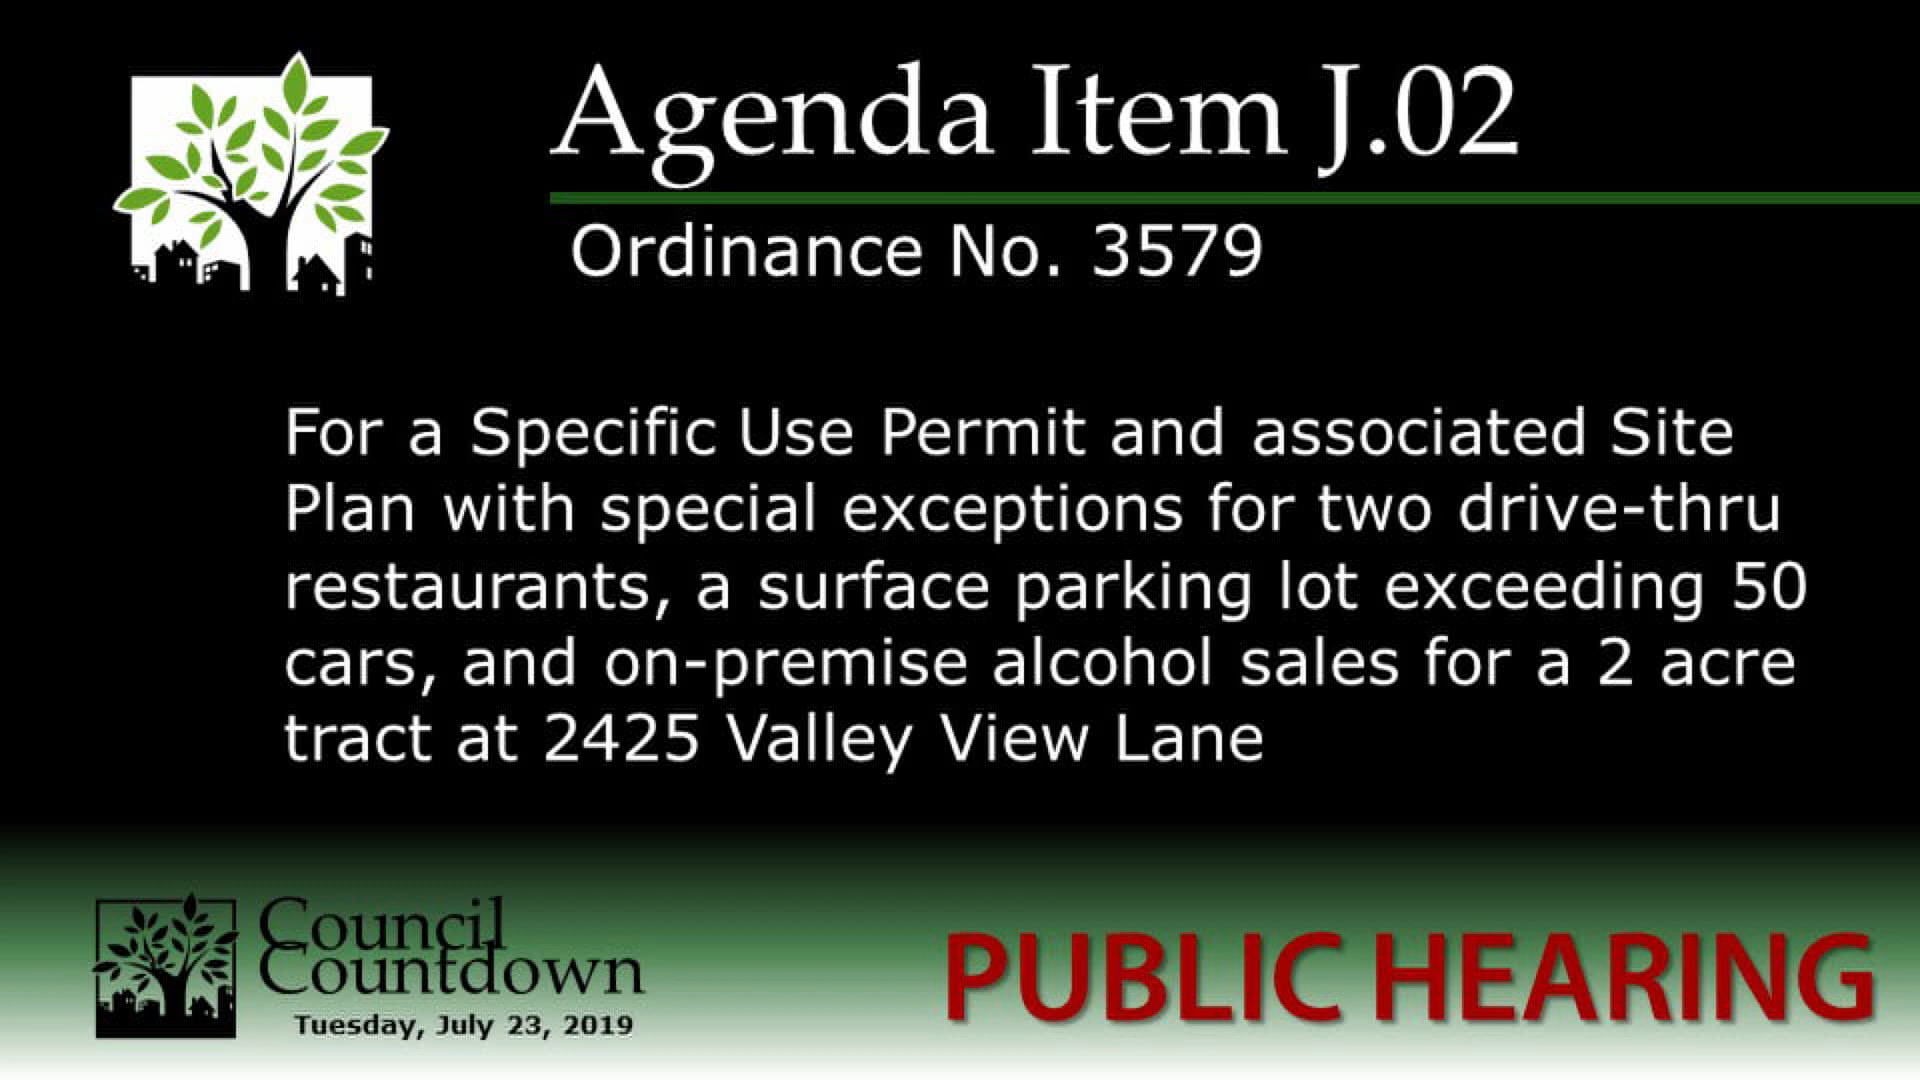 Agenda Item J.02
Ordinance No. 3579
For a Specific Use Permit and associated Site
Plan with special exceptions for two drive-thru
restaurants, a surface parking lot exceeding 50
cars, and on-premise alcohol sales for a 2 acre
tract at 2425 Valley View Lane
Council
Countdown
Tuesday, July 23, 2019
PUBLIC HEARING